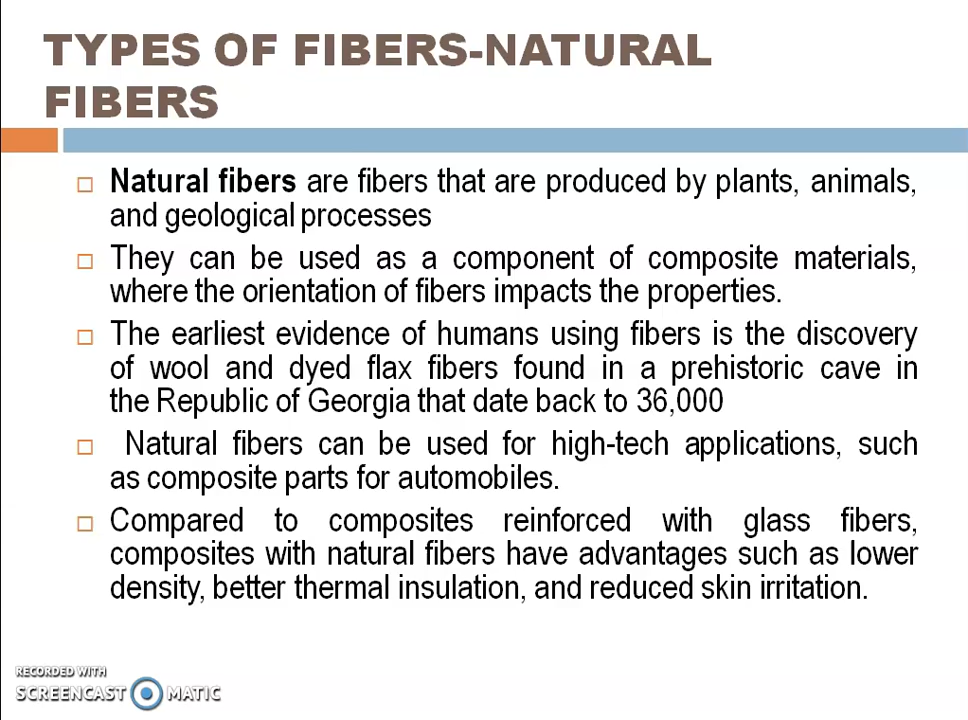 TYPES OF FIBERS-NATURAL
FIBERS
Natural fibers are fibers that are produced by plants, animals,
and geological processes
They can be used as a component of composite materials,
where the orientation of fibers impacts the properties.
The earliest evidence of humans using fibers is the discovery
of wool and dyed flax fibers found in a prehistoric cave in
the Republic of Georgia that date back to 36,000
Natural fibers can be used for high-tech applications, such
as composite parts for automobiles.
Compared to composites reinforced with glass fibers,
composites with natural fibers have advantages such as lower
density, better thermal insulation, and reduced skin irritation.
RECORDED WITH
SCREENCAST MATIC